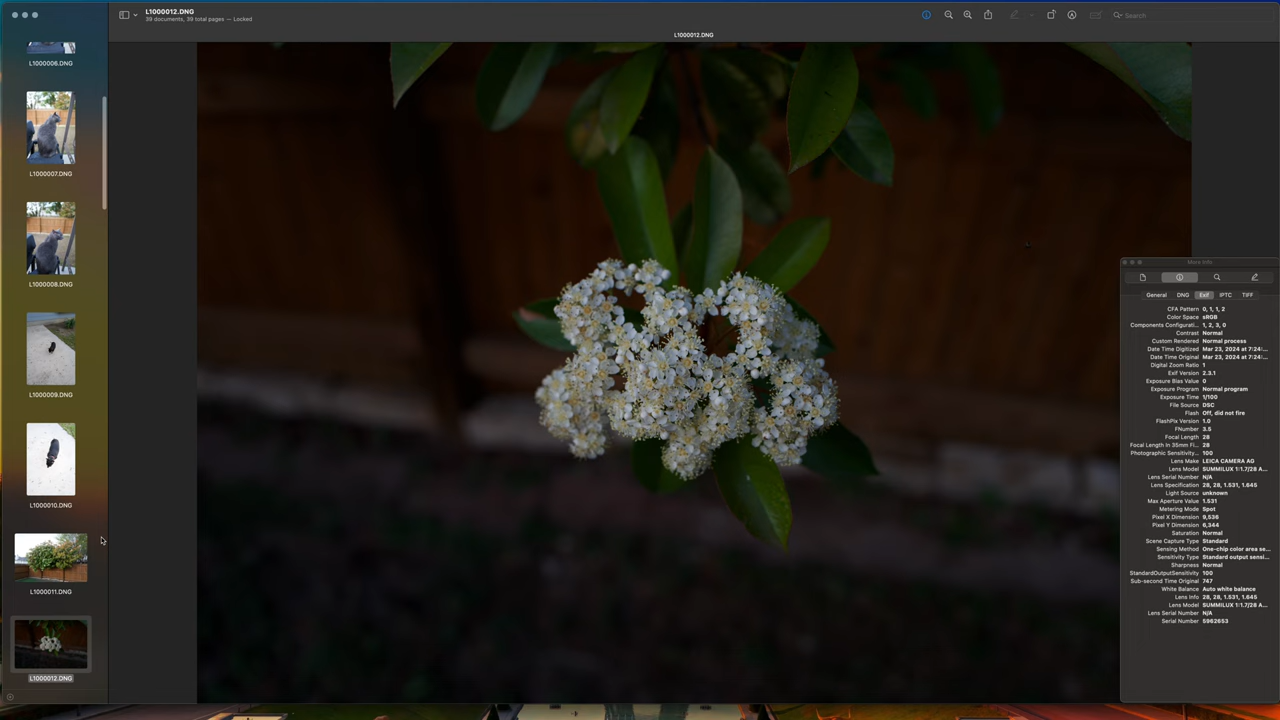 L1000012.DNG
39 documents, 39 total pages — Locked
Search
L1000012.DNG
L1000006.DNG
L1000007.DNG
L1000008.DNG
L1000009.DNG
L1000010.DNG
L1000011.DNG
L1000012.DNG
More Info
General DNG Exif IPTC TIFF
CFA Pattern 0, 1, 1, 2
Color Space sRGB
Components Configurati... 1, 2, 3, 0
Contrast Normal
Custom Rendered Normal process
Date Time Digitized Mar 23, 2024 at 7:24:...
Date Time Original Mar 23, 2024 at 7:24:...
Digital Zoom Ratio 1
Exif Version 2.3.1
Exposure Bias Value 0
Exposure Program Normal program
Exposure Time 1/100
File Source DSC
Flash Off, did not fire
FlashPix Version 1.0
FNumber 3.5
Focal Length 28
Focal Length In 35mm Fi... 28
Photographic Sensitivity... 100
Lens Make LEICA CAMERA AG
Lens Model SUMMILUX 1:1.7/28 A...
Lens Serial Number N/A
Lens Specification 28, 28, 1.531, 1.645
Light Source unknown
Max Aperture Value 1.531
Metering Mode Spot
Pixel X Dimension 9,536
Pixel Y Dimension 6,344
Saturation Normal
Scene Capture Type Standard
Sensing Method One-chip color area se...
Sensitivity Type Standard output sensi...
Sharpness Normal
StandardOutputSensitivity 100
Sub-second Time Original 747
White Balance Auto white balance
Lens Info 28, 28, 1.531, 1.645
Lens Model SUMMILUX 1:1.7/28 A...
Lens Serial Number N/A
Serial Number 5962653